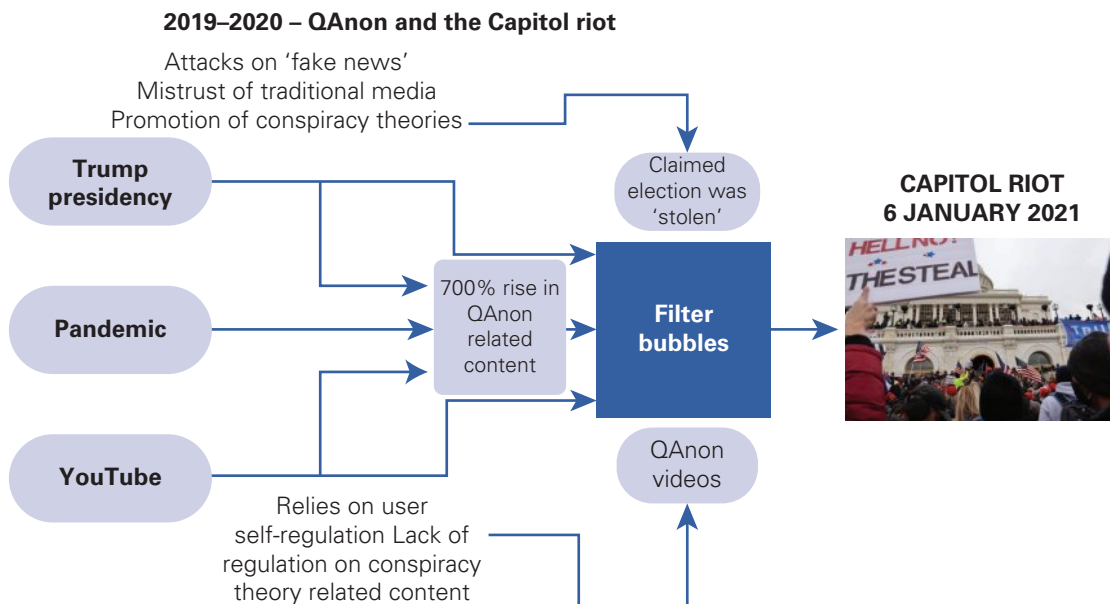 2019–2020 – QAnon and the Capitol riot
Attacks on ‘fake news’
Mistrust of traditional media
Promotion of conspiracy theories
Trump
presidency
Claimed
election was
‘stolen’
CAPITOL RIOT
6 JANUARY 2021
HELL NO!
THE STEAL
Pandemic
700% rise in
QAnon
related
content
Filter
bubbles
YouTube
QAnon
videos
Relies on user
self-regulation Lack of
regulation on conspiracy
theory related content